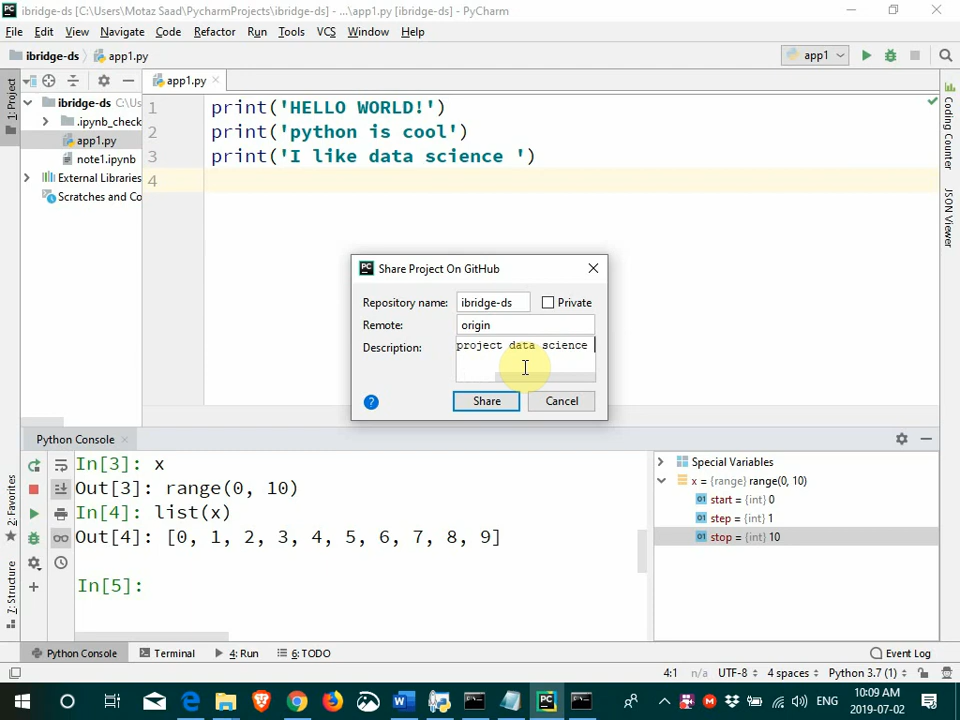 ibridge-ds [C:\Users\Motaz Saad\PycharmProjects\ibridge-ds] - ...\app1.py [ibridge-ds] - PyCharm
File Edit View Navigate Code Refactor Run Tools VCS Window Help
ibridge-ds app1.py app1
1: Project
app1.py
ibridge-ds C:\Us
.ipynb_check
app1.py
note1.ipynb
External Libraries
Scratches and Co
1 print('HELLO WORLD!')
2 print('python is cool')
3 print('I like data science ')
4
Coding Counter
JSON Viewer
PC Share Project On GitHub
Repository name: ibridge-ds Private
Remote: origin
Description: project data science
? Share Cancel
Python Console
In[3]: x
Out[3]: range(0, 10)
In[4]: list(x)
Out[4]: [0, 1, 2, 3, 4, 5, 6, 7, 8, 9]
In[5]:
Special Variables
x = {range} range(0, 10)
01 start = {int} 0
01 step = {int} 1
01 stop = {int} 10
2: Favorites
7: Structure
Python Console Terminal 4: Run 6: TODO Event Log
4:1 n/a UTF-8 4 spaces Python 3.7 (1)
ENG 10:09 AM
2019-07-02